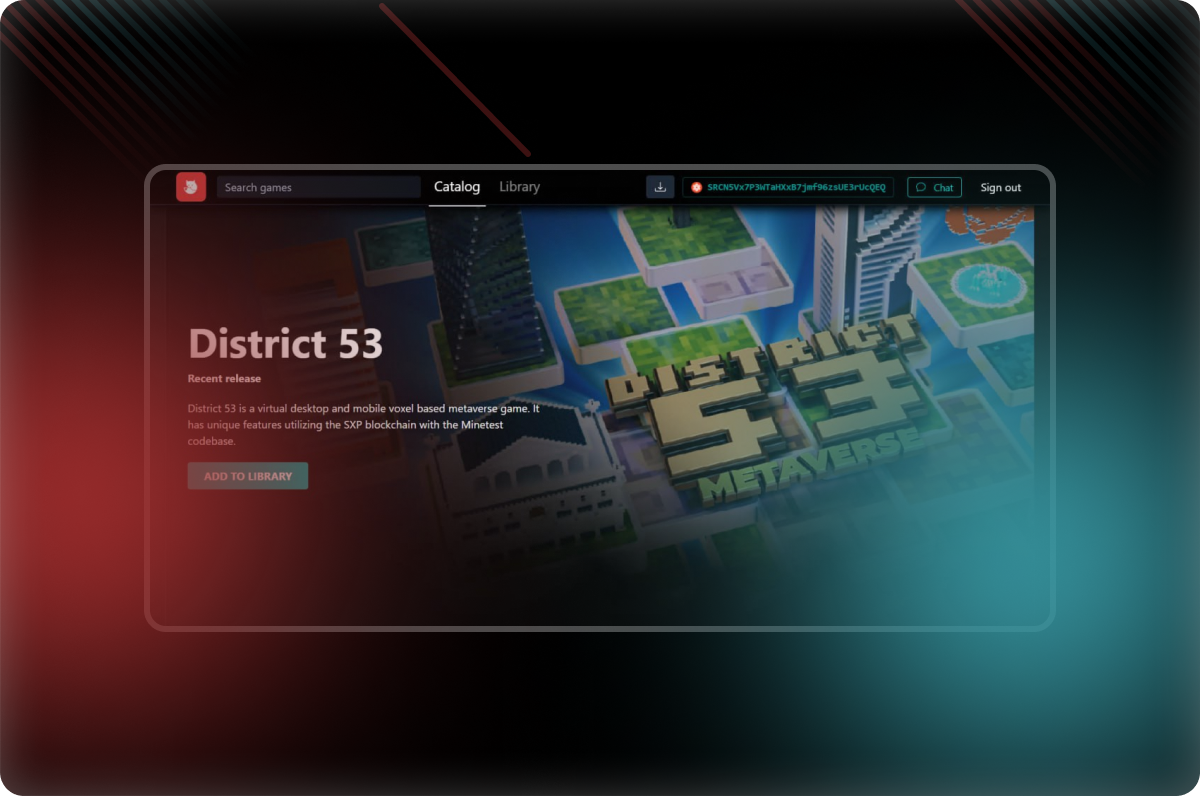 Search games
Catalog
Library
SRCN5Vx7P3WTaHXxB7jmf96zsUE3rUcQEQ
Chat
Sign out
District 53
Recent release
District 53 is a virtual desktop and mobile voxel based metaverse game. It
has unique features utilizing the SXP blockchain with the Minetest
codebase.
ADD TO LIBRARY
DISTRICT
53
METAVERSE